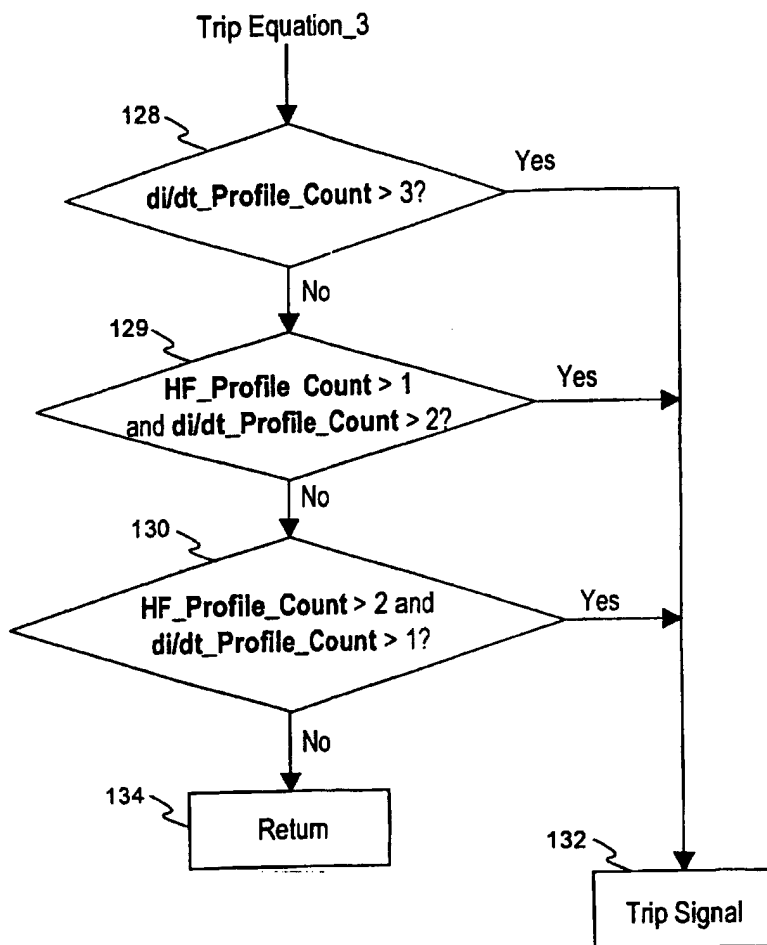 Trip Equation_3
128
di/dt_Profile_Count > 3?
Yes
No
129
HF_Profile Count > 1
and di/dt_Profile_Count > 2?
Yes
No
130
HF_Profile_Count > 2 and
di/dt_Profile_Count > 1?
Yes
No
134
Return
132
Trip Signal